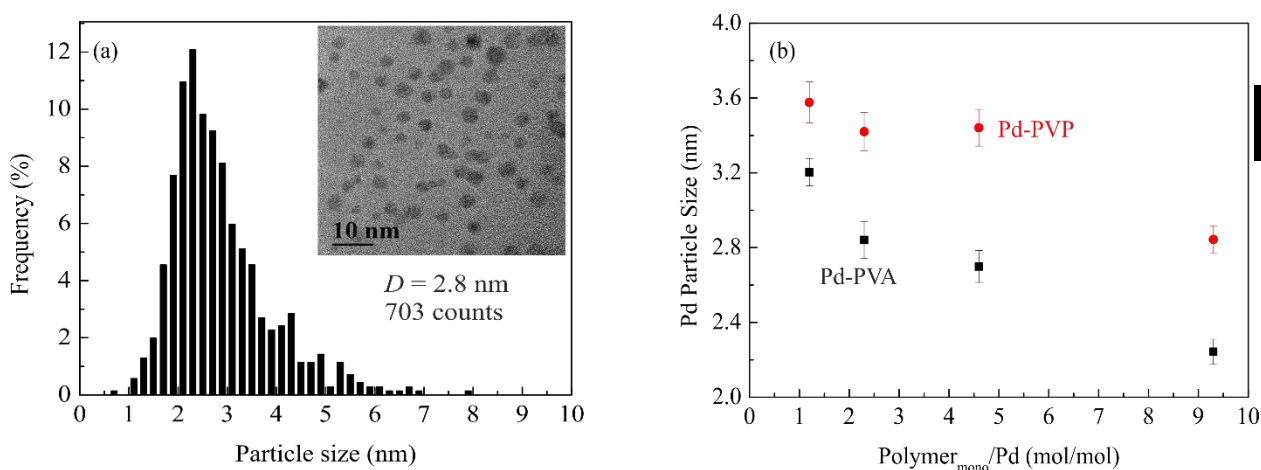 (a)
Frequency (%)
12
10
8
6
4
2
0
0 1 2 3 4 5 6 7 8 9 10
Particle size (nm)
10 nm
D = 2.8 nm
703 counts
(b)
Pd Particle Size (nm)
3.6
3.2
2.8
2.4
2.0
Pd-PVP
Pd-PVA
0 1 2 3 4 5 6 7 8 9 10
Polymer_mono/Pd (mol/mol)